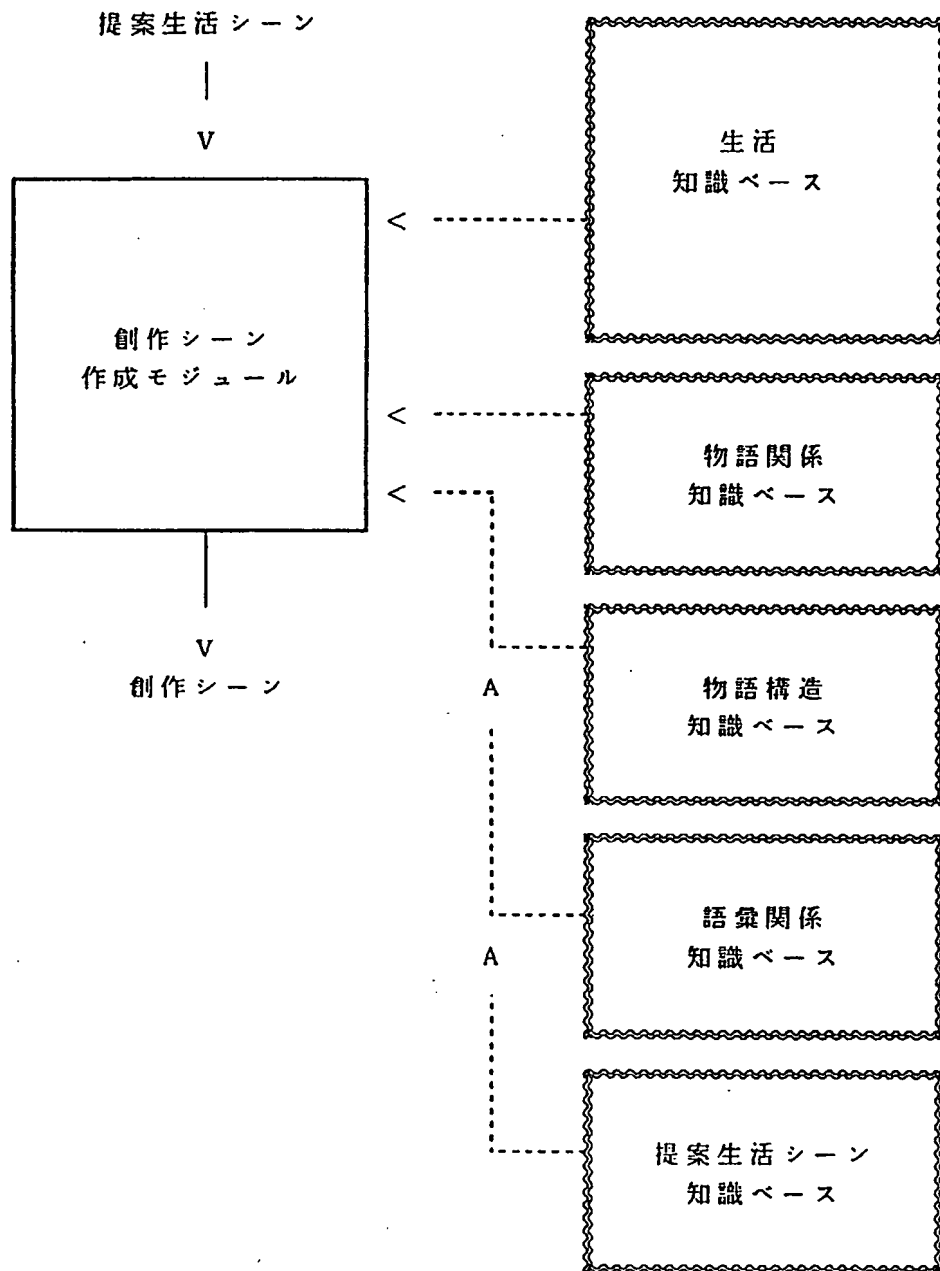 提案生活シーン
V
創作シーン
作成モジュール
V
創作シーン
<
<
<
A
A
生活
知識ベース
物語関係
知識ベース
物語構造
知識ベース
語彙関係
知識ベース
提案生活シーン
知識ベース